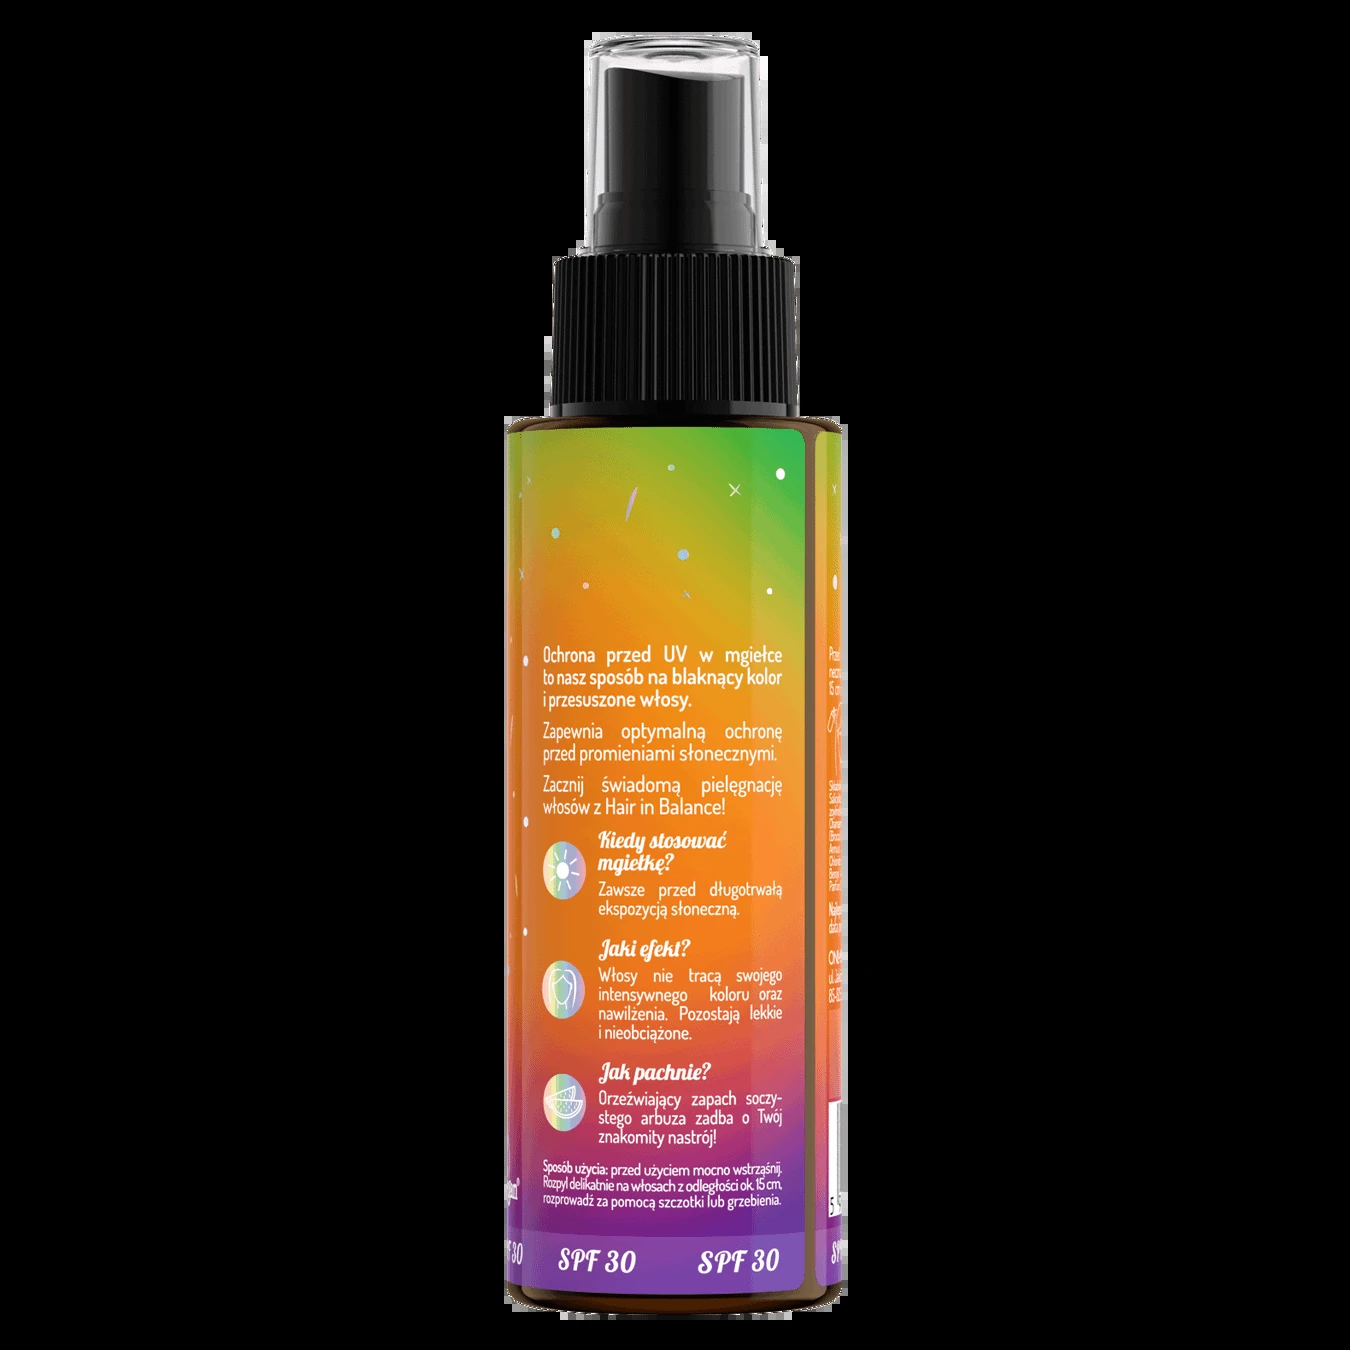 Ochrona przed UV w mgiełce
to nasz sposób na blaknący kolor
i przesuszone włosy.
Zapewnia optymalną ochronę
przed promieniami słonecznymi.
Zacznij świadomą pielęgnację
włosów z Hair in Balance!
Kiedy stosować
mgiełkę?
Zawsze przed długotrwałą
ekspozycją słoneczną.
Jaki efekt?
Włosy nie tracą swojego
intensywnego koloru oraz
nawilżenia. Pozostają lekkie
i nieobciążone.
Jak pachnie?
Orzeźwiający zapach soczy-
stego arbuza zadba o Twój
znakomity nastrój!
Sposób użycia: przed użyciem mocno wstrząśnij.
Rozpyl delikatnie na włosach z odległości ok. 15 cm,
rozprowadź za pomocą szczotki lub grzebienia.
SPF 30 SPF 30